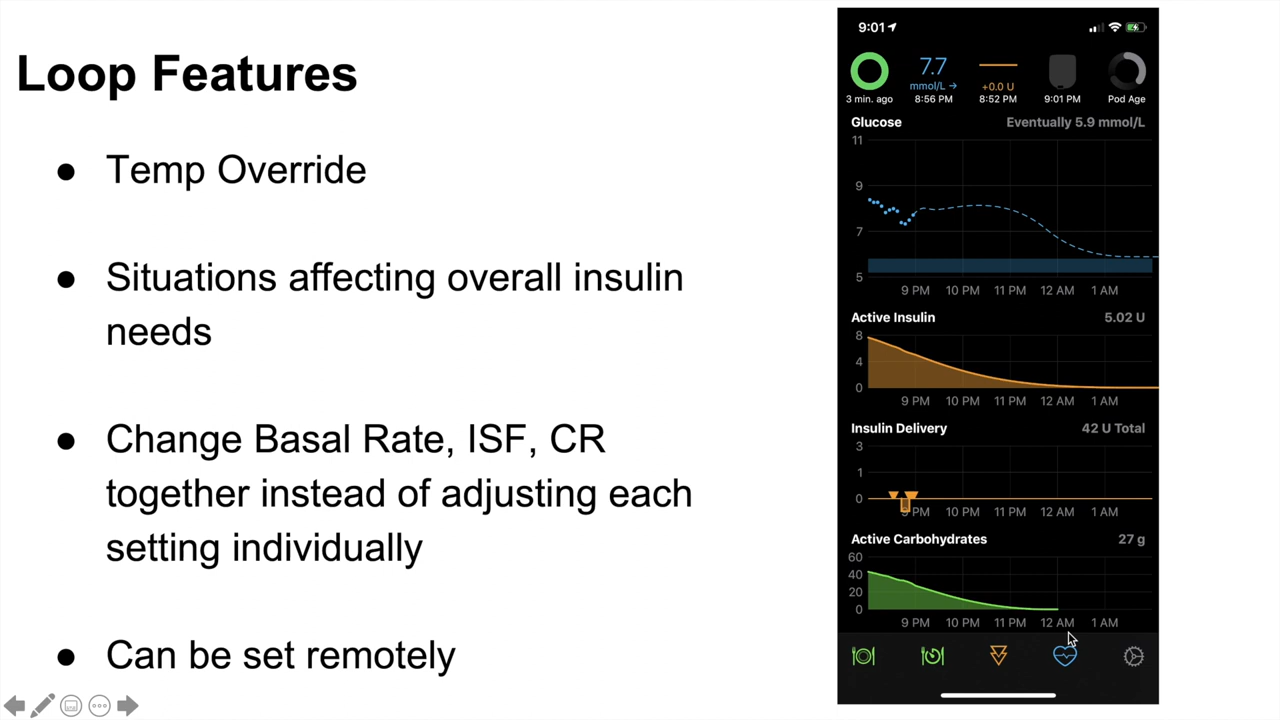 Loop Features
● Temp Override
● Situations affecting overall insulin
needs
● Change Basal Rate, ISF, CR
together instead of adjusting each
setting individually
● Can be set remotely
9:01
7.7
mmol/L →
+0.0 U
3 min. ago
8:56 PM
8:52 PM
9:01 PM
Pod Age
Glucose
Eventually 5.9 mmol/L
11
9
7
5
9 PM 10 PM 11 PM 12 AM 1 AM
Active Insulin
5.02 U
8
4
0
9 PM 10 PM 11 PM 12 AM 1 AM
Insulin Delivery
42 U Total
3
1
0
9 PM 10 PM 11 PM 12 AM 1 AM
Active Carbohydrates
27 g
60
40
20
0
9 PM 10 PM 11 PM 12 AM 1 AM